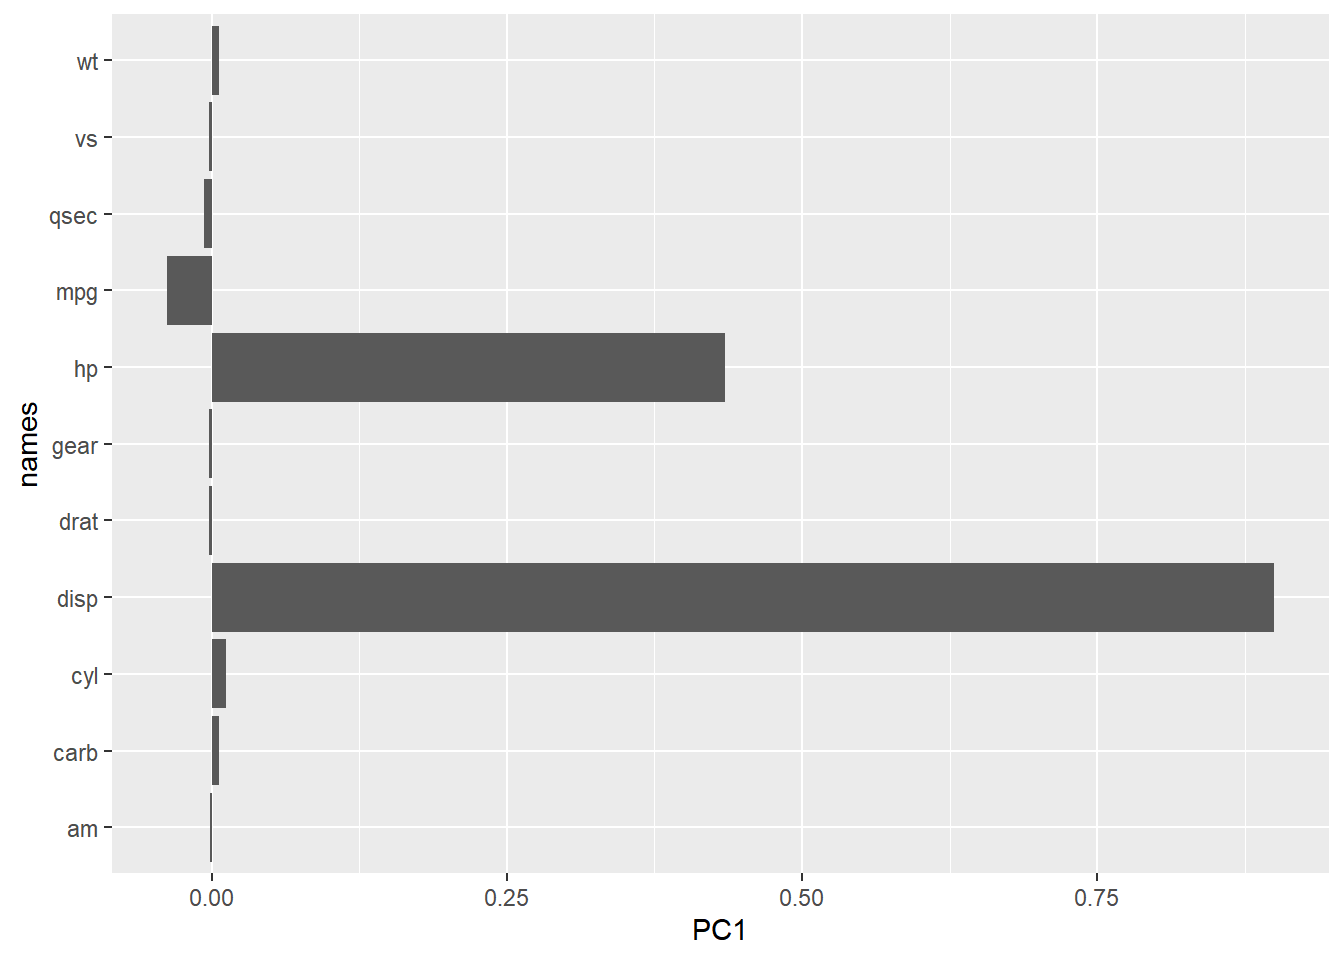 wt
vs
qsec
mpg
hp
gear
drat
disp
cyl
carb
am
names
0.00 0.25 0.50 0.75
PC1